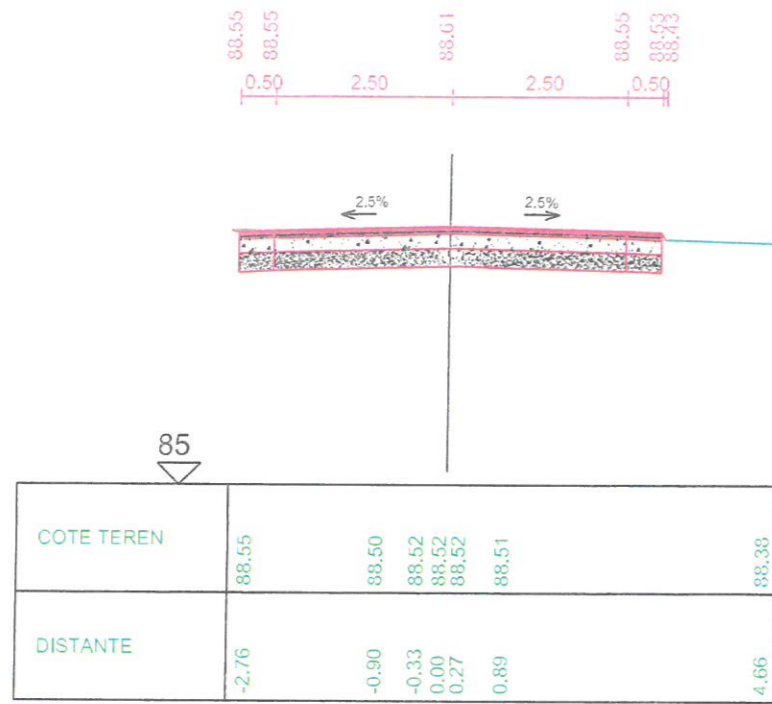 88.55 88.55 88.61 88.55 88.53 88.43
0.50 2.50 2.50 0.50
2.5% 2.5%
85
COTE TEREN 88.55 88.50 88.52 88.52 88.52 88.51 88.38
DISTANTE -2.76 -0.90 -0.33 0.00 0.27 0.89 4.66